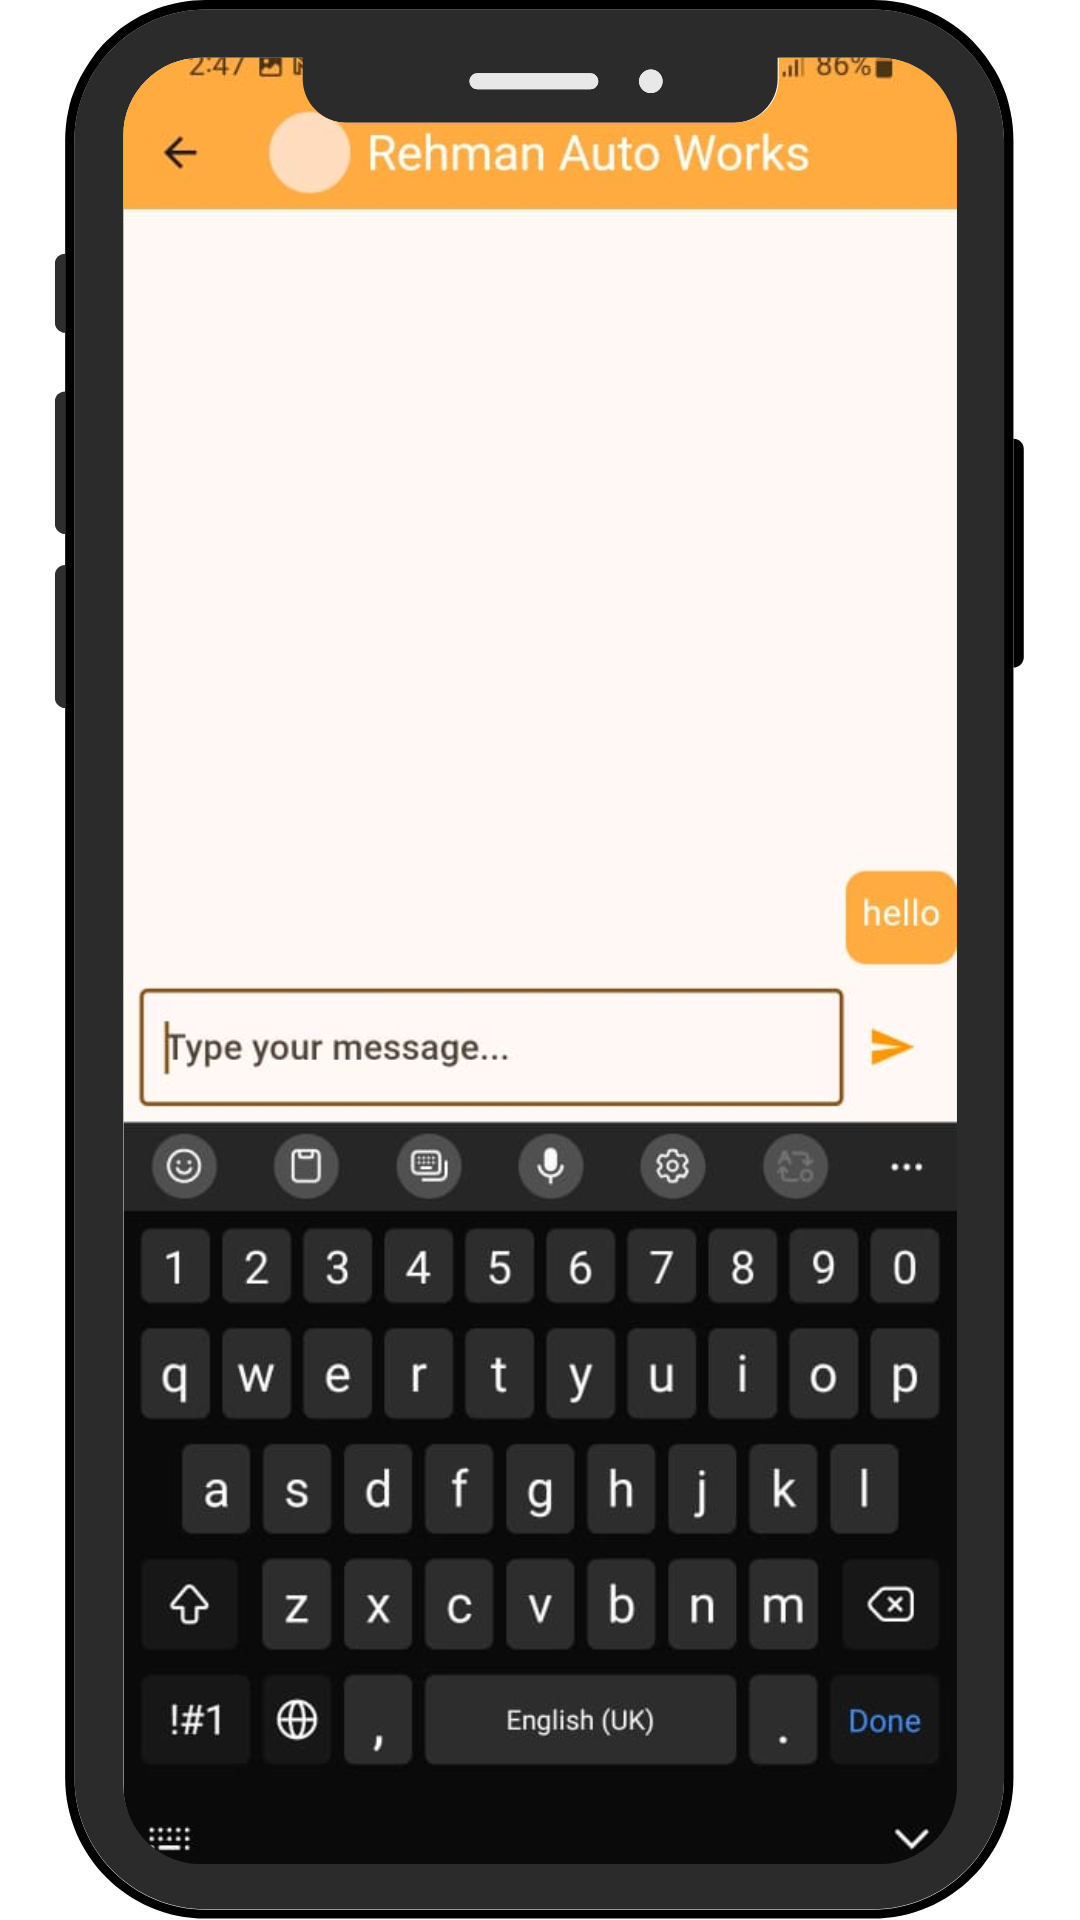 2:47 86%
Rehman Auto Works
hello
Type your message...
1 2 3 4 5 6 7 8 9 0
q w e r t y u i o p
a s d f g h j k l
z x c v b n m
!#1 , English (UK) . Done